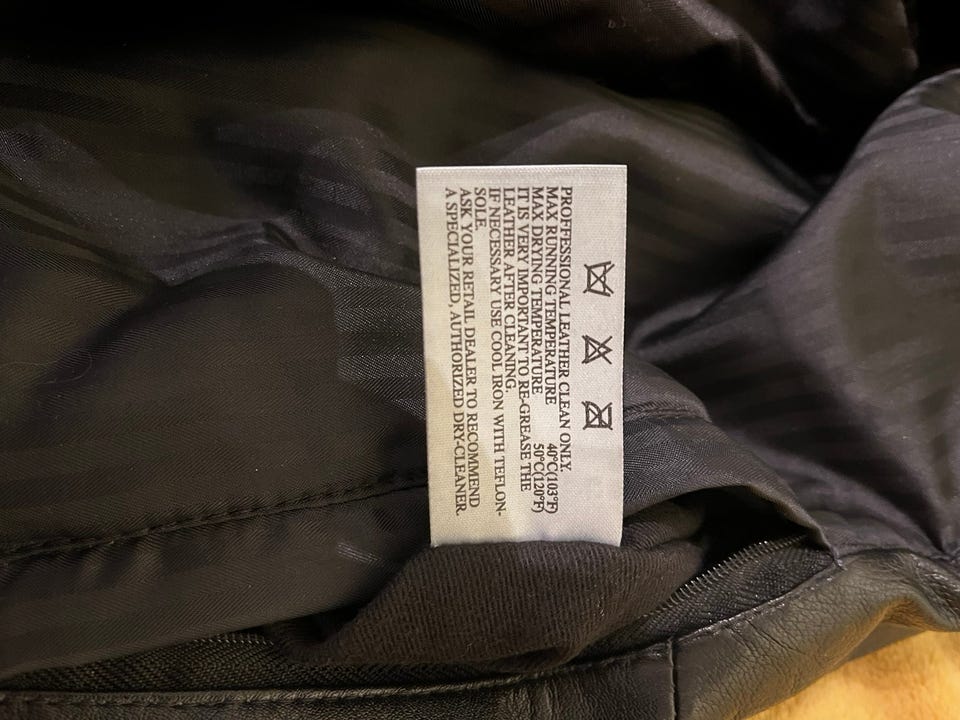 PROFFESSIONAL LEATHER CLEAN ONLY.
MAX RUNNING TEMPERATURE 40°C(103°F)
MAX DRYING TEMPERATURE 50°C(120°F)
IT IS VERY IMPORTANT TO RE-GREASE THE
LEATHER AFTER CLEANING.
IF NECESSARY USE COOL IRON WITH TEFLON-
SOLE.
ASK YOUR RETAIL DEALER TO RECOMMEND
A SPECIALIZED, AUTHORIZED DRY-CLEANER.